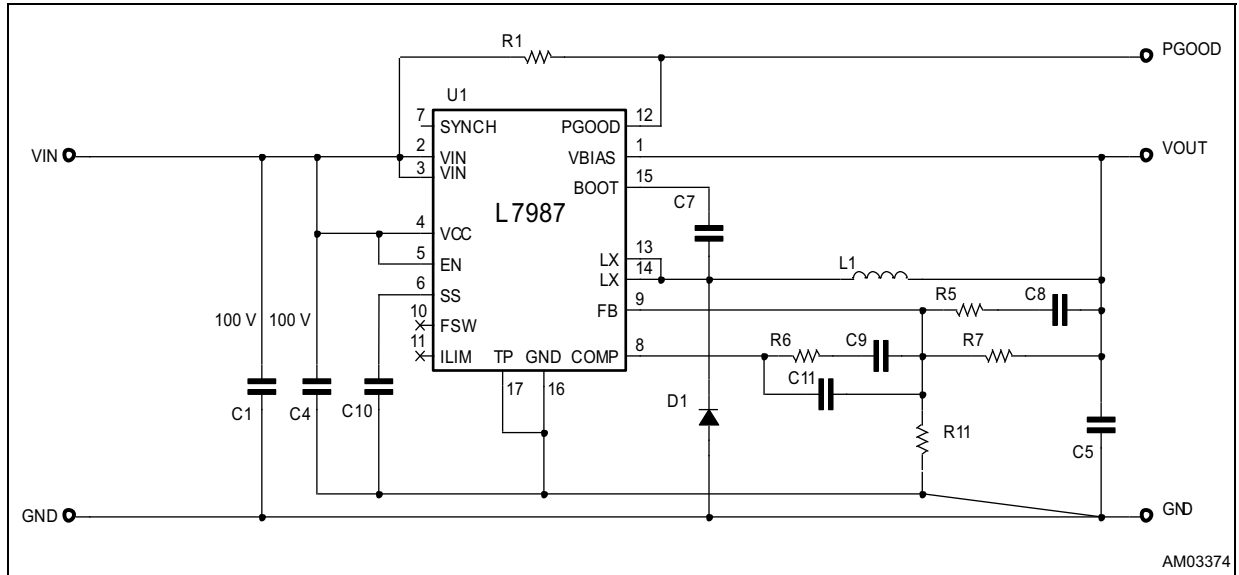 R1
PGOOD
U1
7
SYNCH
PGOOD
12
VIN
2
VIN
VBIAS
1
VOUT
3
VIN
BOOT
15
C7
L7987
4
VCC
LX
13
5
EN
LX
14
L1
6
SS
FB
9
R5
C8
100 V
100 V
10
FSW
R6
C9
R7
11
ILIM
TP
GND
COMP
8
C11
17
16
C1
C4
C10
D1
R11
C5
GND
GND
AM03374